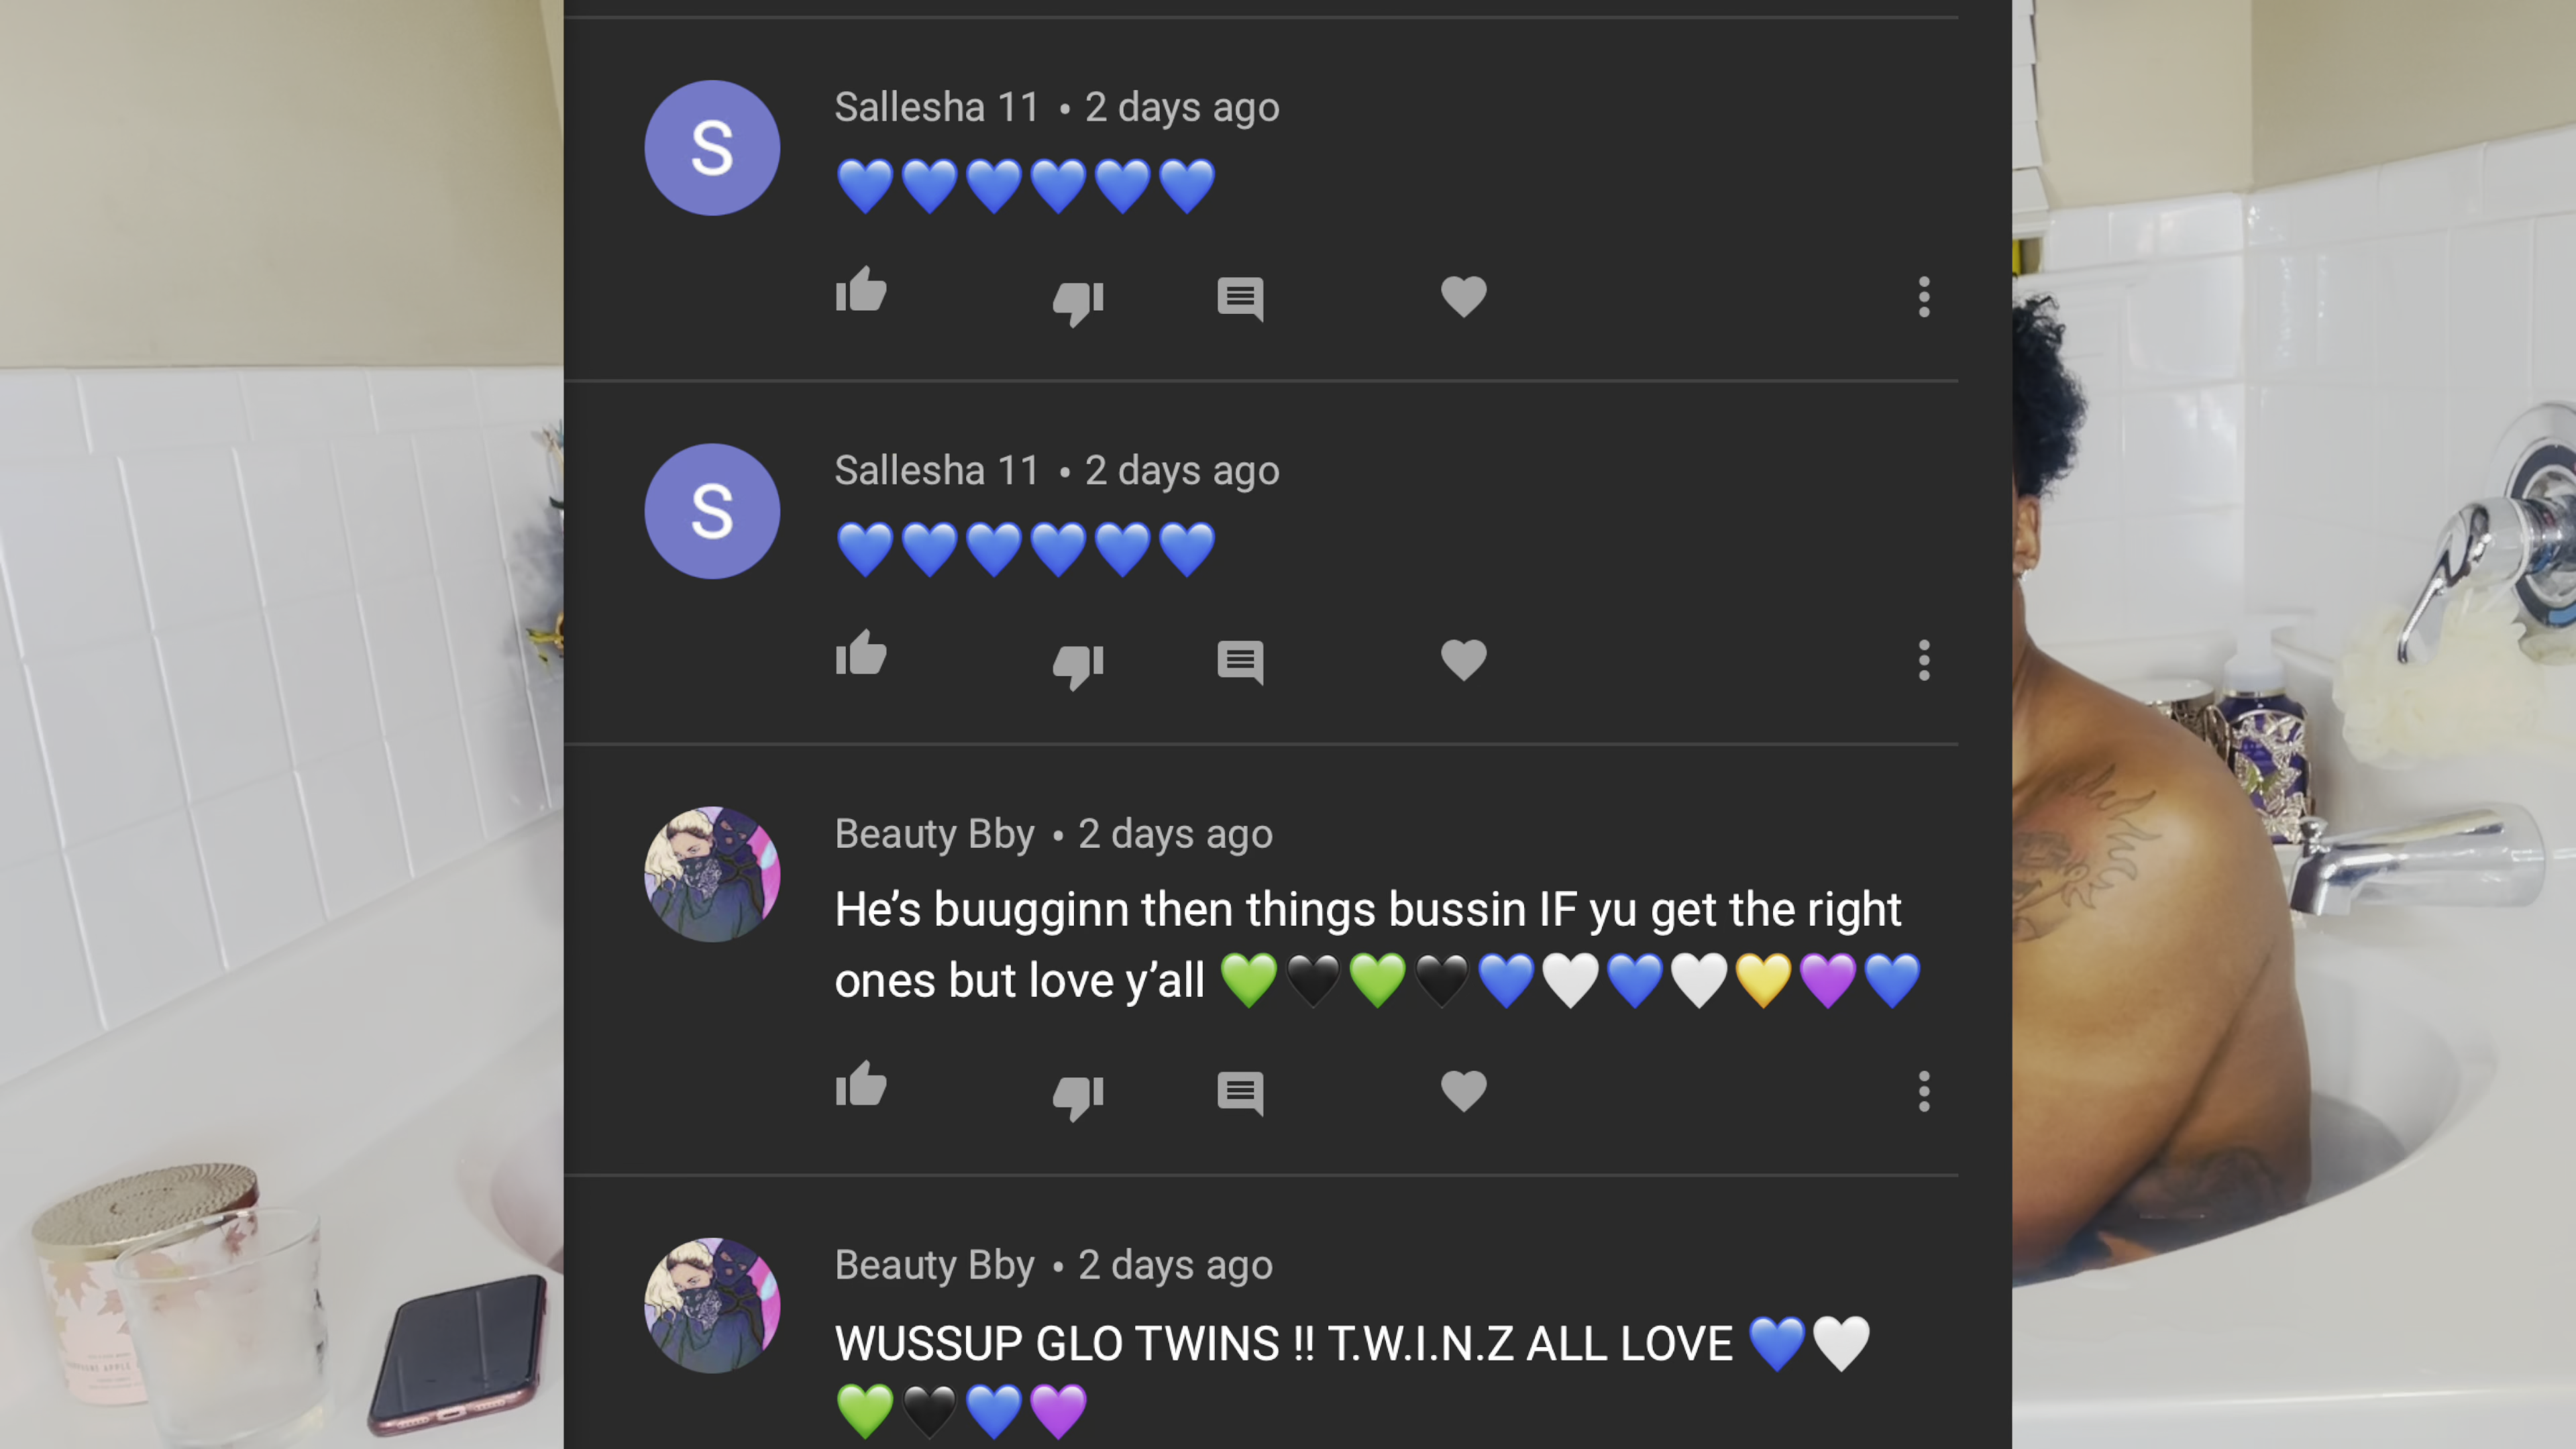 S
Sallesha 11 • 2 days ago
💙💙💙💙💙💙
S
Sallesha 11 • 2 days ago
💙💙💙💙💙💙
Beauty Bby • 2 days ago
He’s buugginn then things bussin IF yu get the right
ones but love y’all 💚🖤💚🖤💙🤍💙🤍💛💜💙
Beauty Bby • 2 days ago
WUSSUP GLO TWINS !! T.W.I.N.Z ALL LOVE 💙🤍
💚🖤💙💜
APPLE